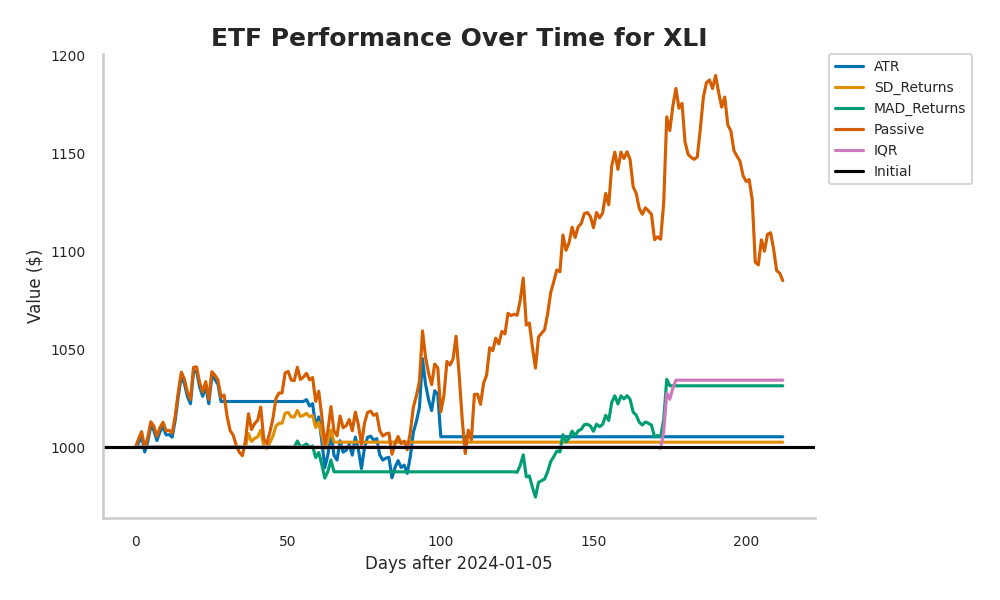 ETF Performance Over Time for XLI
1200
1150
1100
1050
1000
Value ($)
0
50
100
150
200
Days after 2024-01-05
ATR
SD_Returns
MAD_Returns
Passive
IQR
Initial